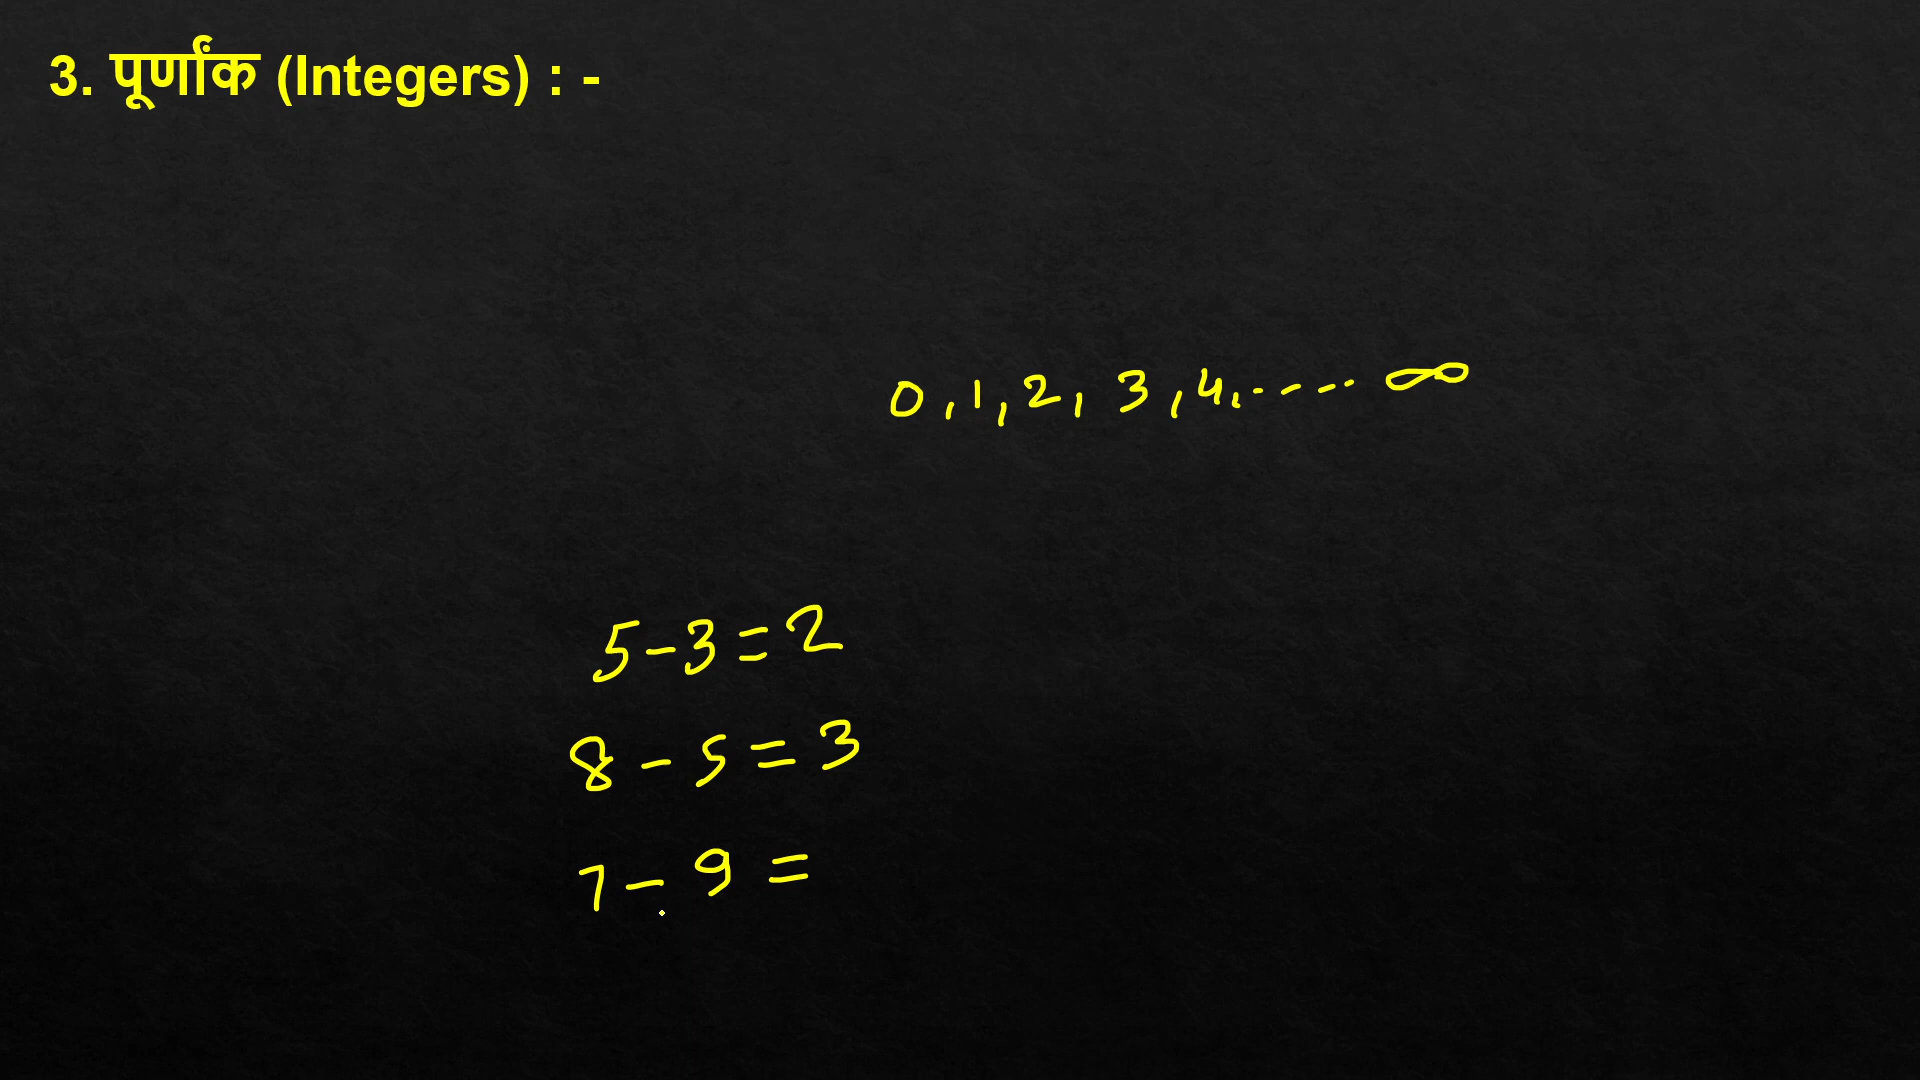 3. पूर्णांक (Integers) : -
0, 1, 2, 3, 4, ---- ∞
5-3=2
8-5=3
7-9=